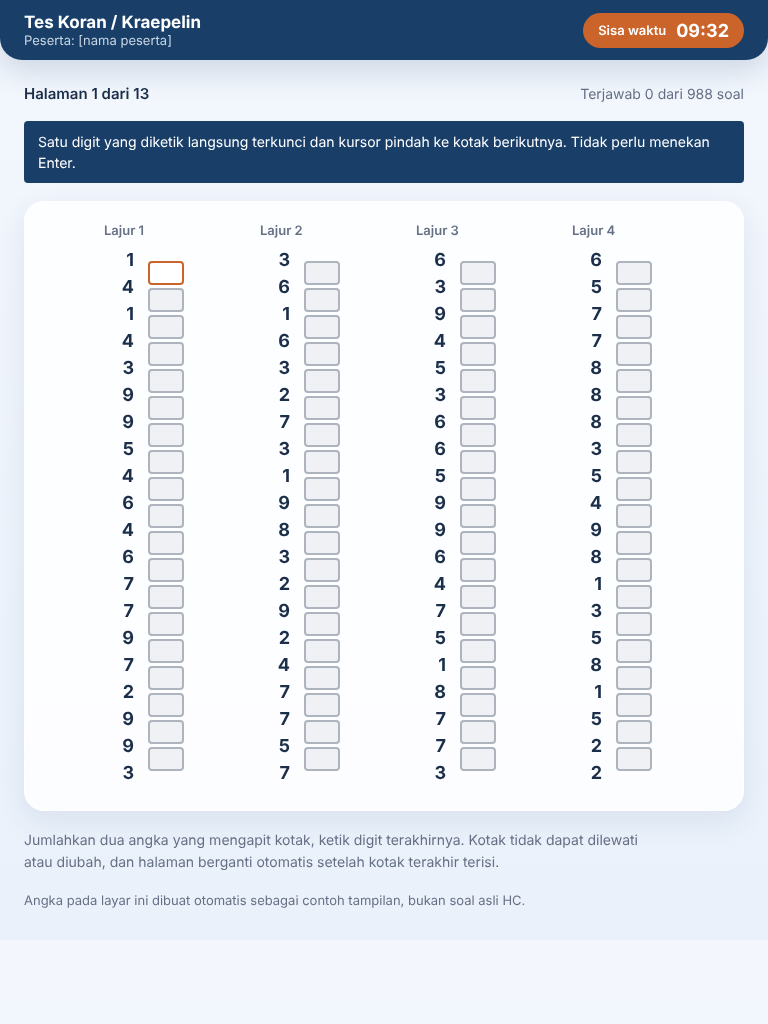 Tes Koran / Kraepelin
Peserta: [nama peserta]
Sisa waktu 09:32
Halaman 1 dari 13
Terjawab 0 dari 988 soal
Satu digit yang diketik langsung terkunci dan kursor pindah ke kotak berikutnya. Tidak perlu menekan
Enter.
Lajur 1 Lajur 2 Lajur 3 Lajur 4
1 3 6 6
4 6 3 5
1 1 9 7
4 6 4 7
3 3 5 8
9 2 3 8
9 7 6 8
5 3 6 3
4 1 5 5
6 9 9 4
4 8 9 9
6 3 6 8
7 2 4 1
7 9 7 3
9 2 5 5
7 4 1 8
2 7 8 1
9 7 7 5
9 5 7 2
3 7 3 2
Jumlahkan dua angka yang mengapit kotak, ketik digit terakhirnya. Kotak tidak dapat dilewati
atau diubah, dan halaman berganti otomatis setelah kotak terakhir terisi.
Angka pada layar ini dibuat otomatis sebagai contoh tampilan, bukan soal asli HC.